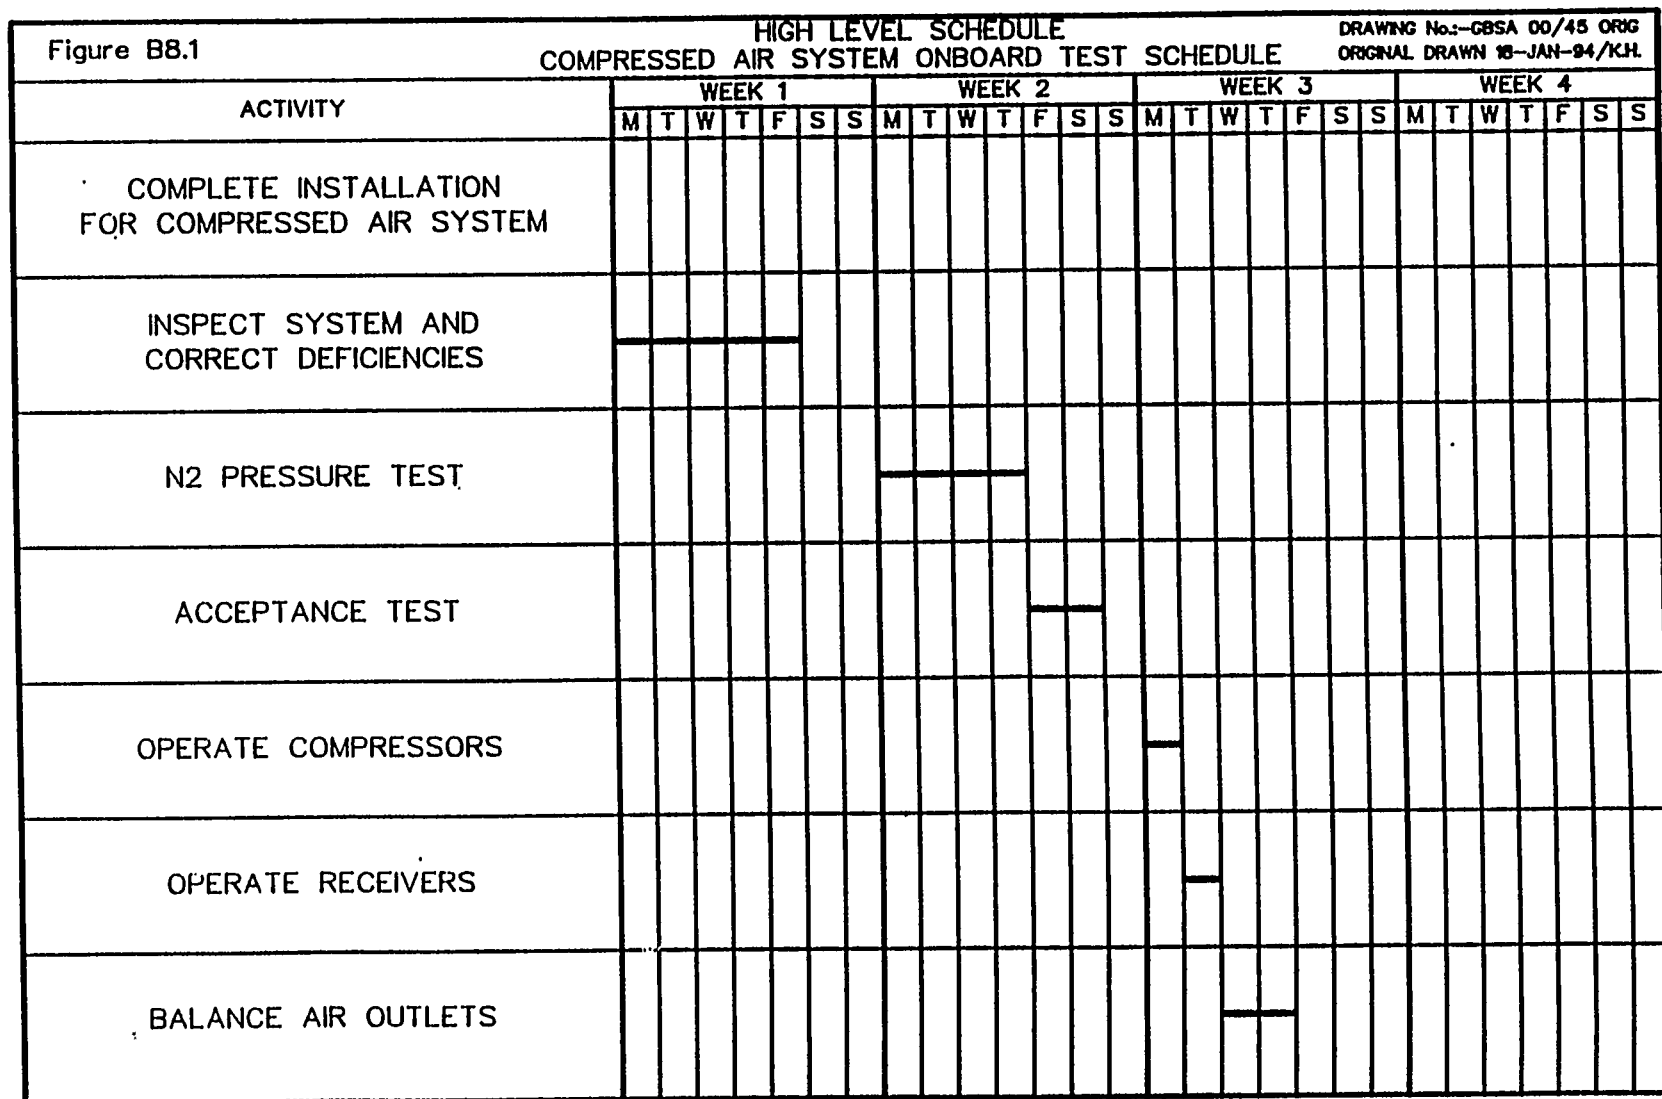 Figure B8.1
HIGH LEVEL SCHEDULE
COMPRESSED AIR SYSTEM ONBOARD TEST SCHEDULE
DRAWING No.:-GBSA 00/45 ORIG
ORIGINAL DRAWN 18-JAN-94/K.H.
ACTIVITY
WEEK 1 WEEK 2 WEEK 3 WEEK 4
M T W T F S S M T W T F S S M T W T F S S M T W T F S S
COMPLETE INSTALLATION
FOR COMPRESSED AIR SYSTEM
INSPECT SYSTEM AND
CORRECT DEFICIENCIES
N2 PRESSURE TEST
ACCEPTANCE TEST
OPERATE COMPRESSORS
OPERATE RECEIVERS
BALANCE AIR OUTLETS